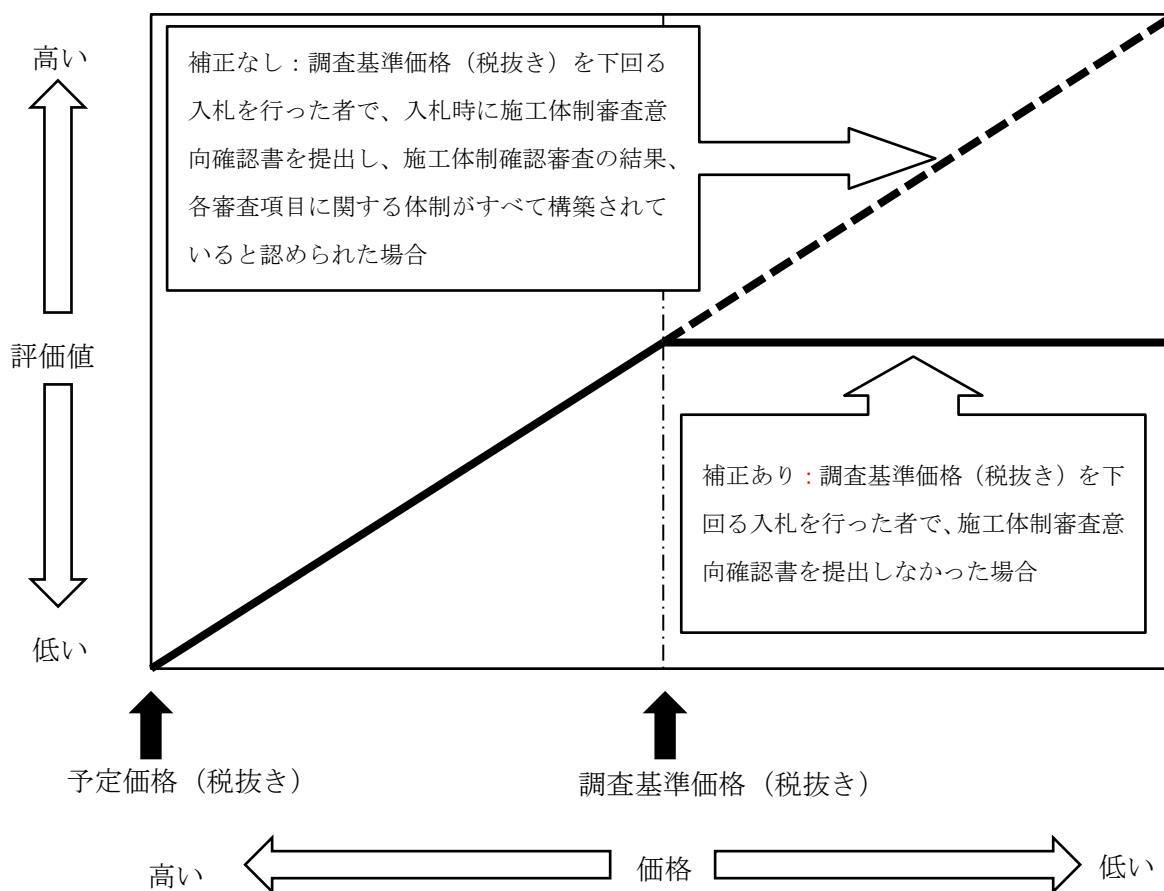 高い
補正なし：調査基準価格（税抜き）を下回る
入札を行った者で、入札時に施工体制審査意
向確認書を提出し、施工体制確認審査の結果、
各審査項目に関する体制がすべて構築されて
いると認められた場合
評価値
補正あり：調査基準価格（税抜き）を下
回る入札を行った者で、施工体制審査意
向確認書を提出しなかった場合
低い
予定価格（税抜き）
調査基準価格（税抜き）
高い
価格
低い